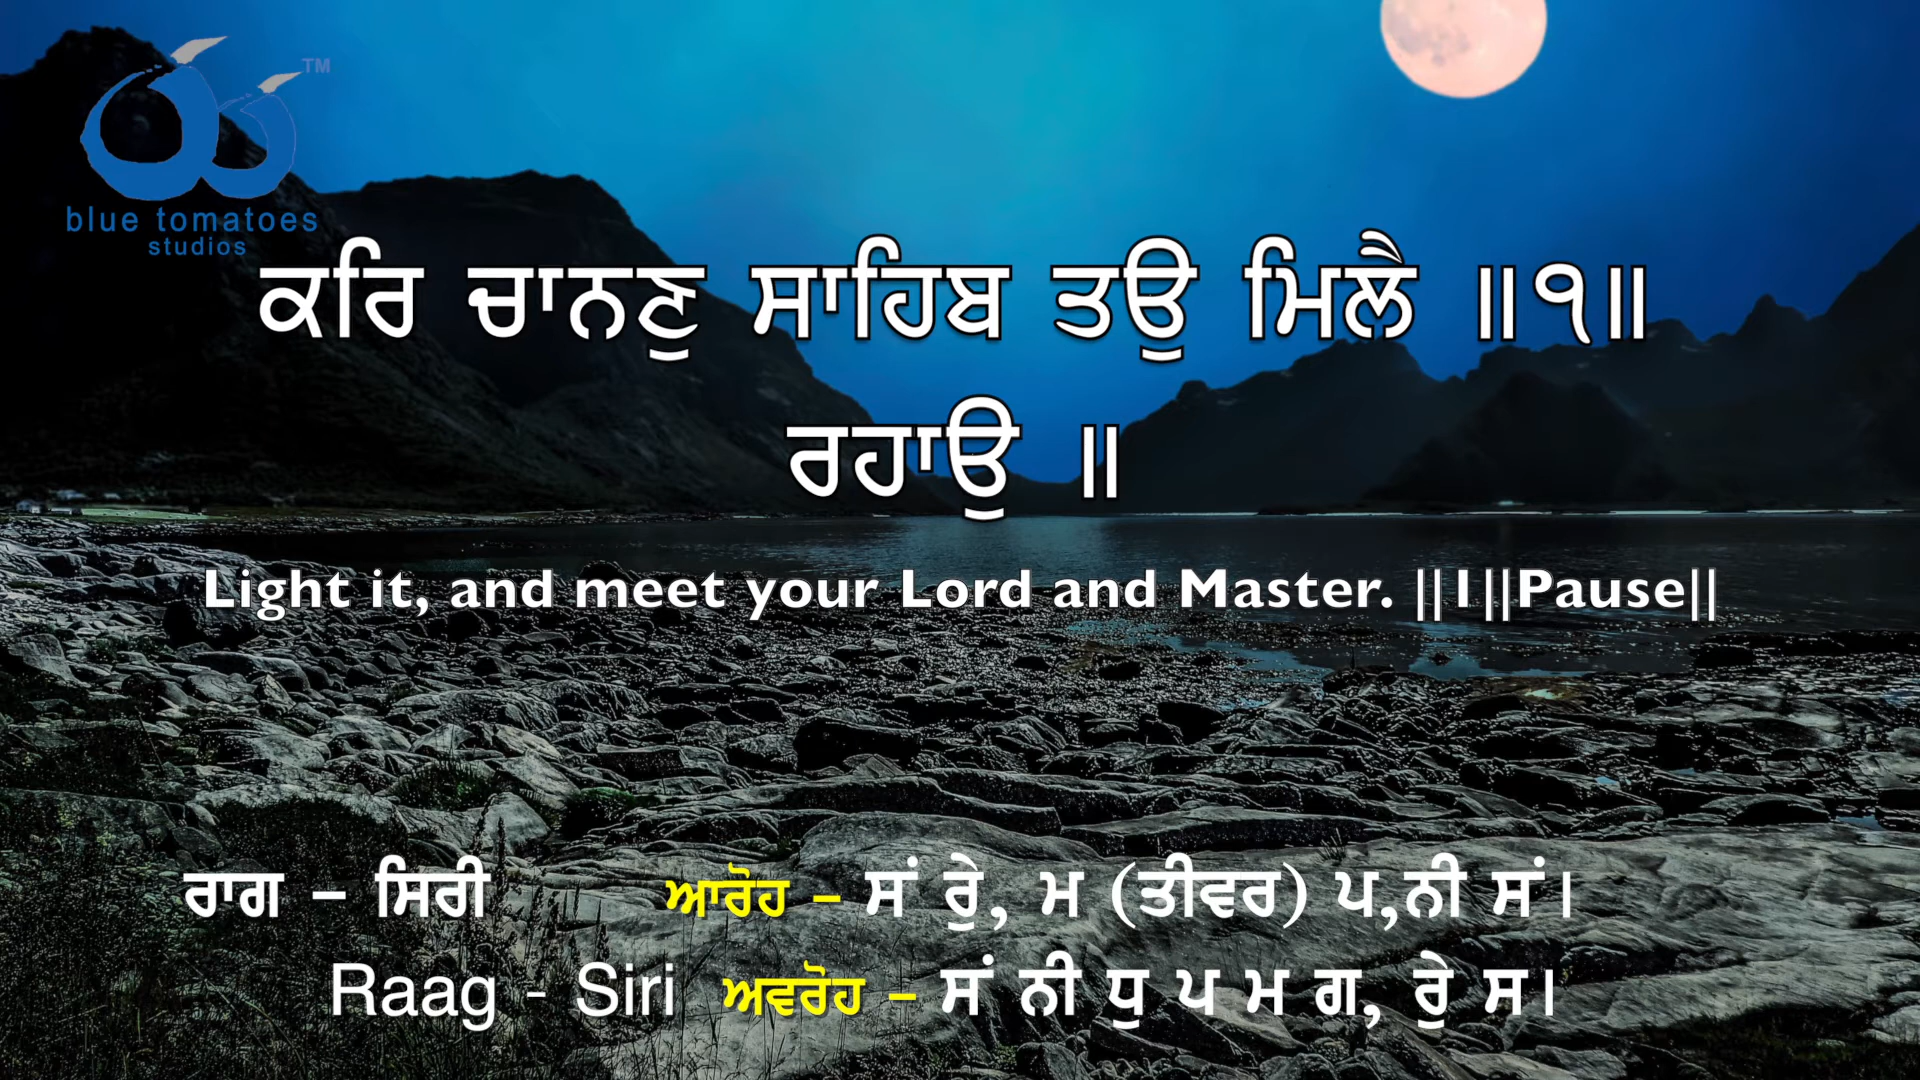 TM
blue tomatoes
studios
ਕਰਿ ਚਾਨਣੁ ਸਾਹਿਬ ਤਉ ਮਿਲੈ ॥੧॥
ਰਹਾਉ ॥
Light it, and meet your Lord and Master. ||1||Pause||
ਰਾਗ – ਸਿਰੀ ਆਰੋਹ – ਸਂ ਰੇੁ, ਮ (ਤੀਵਰ) ਪ,ਨੀ ਸਂ।
Raag - Siri ਅਵਰੋਹ – ਸਂ ਨੀ ਧੁ ਪ ਮ ਗ, ਰੇੁ ਸ।